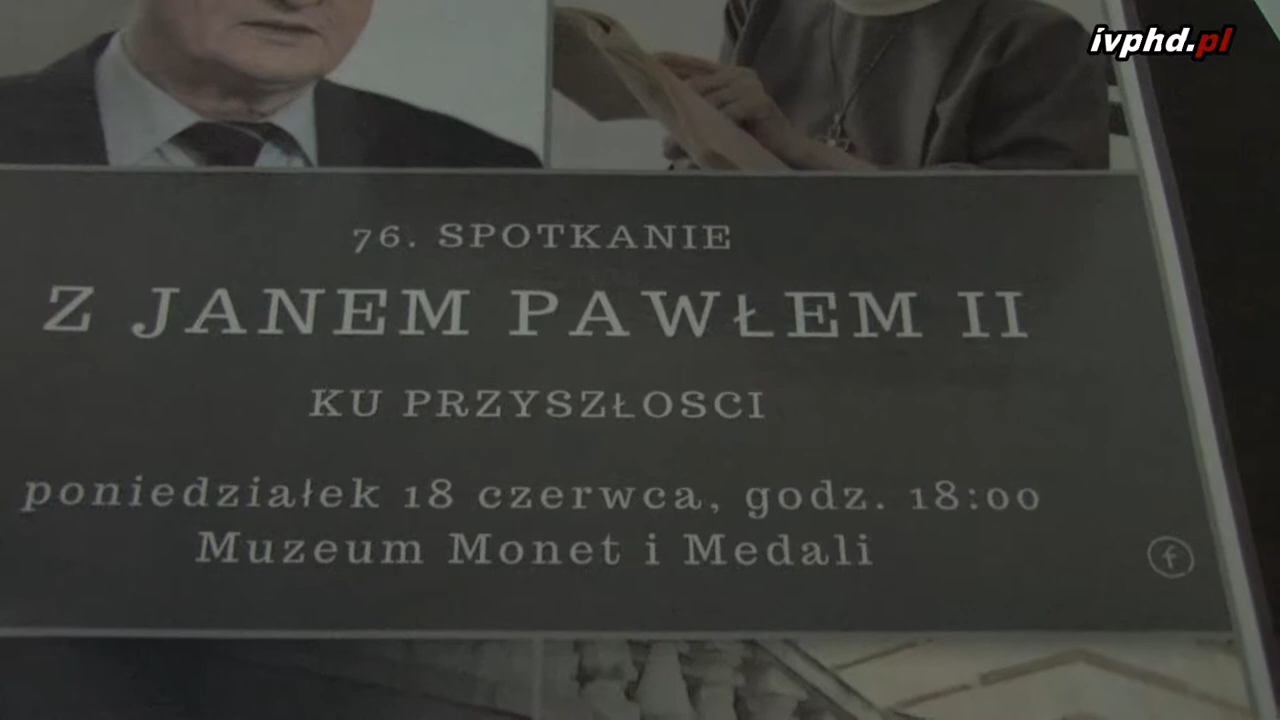 ivphd.pl
76. SPOTKANIE
Z JANEM PAWŁEM II
KU PRZYSZŁOSCI
poniedziałek 18 czerwca, godz. 18:00
Muzeum Monet i Medali
f